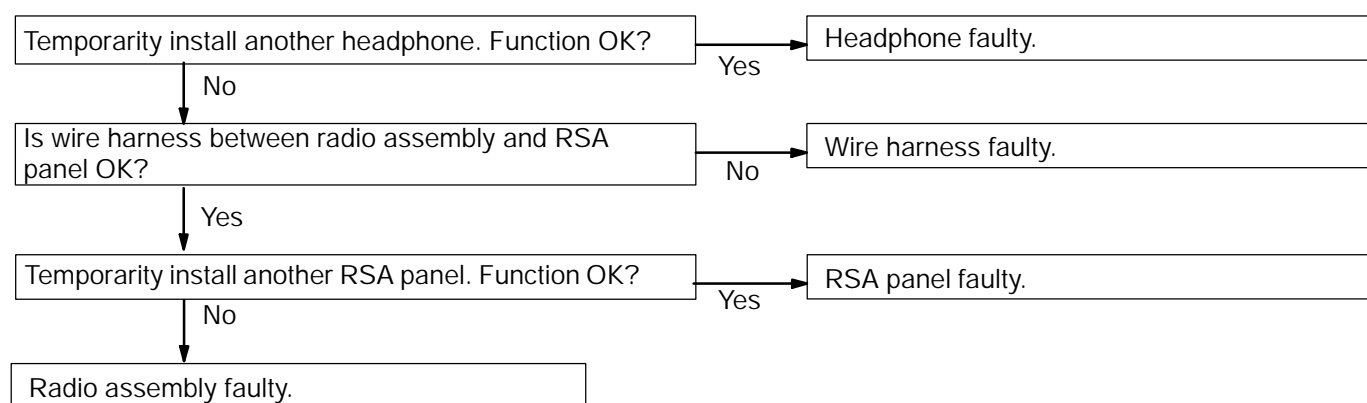 Temporarity install another headphone. Function OK?
Yes
Headphone faulty.
No
Is wire harness between radio assembly and RSA
panel OK?
No
Wire harness faulty.
Yes
Temporarity install another RSA panel. Function OK?
Yes
RSA panel faulty.
No
Radio assembly faulty.